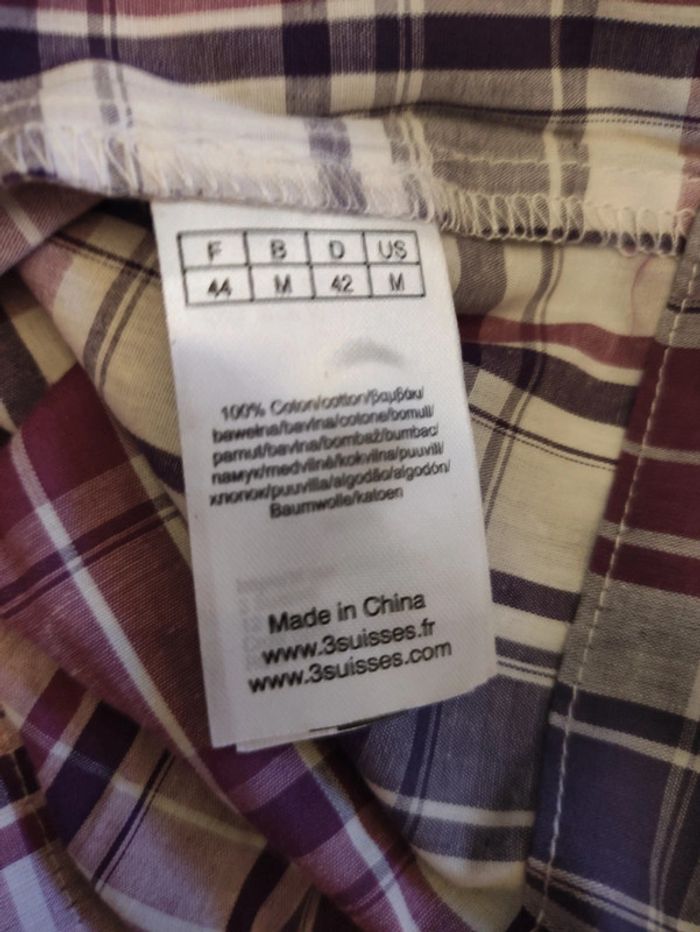 F B D US
44 M 42 M
100% Coton/cotton/βαμβάκι/
bawełna/bavlna/cotone/bomull/
pamut/bavlna/bombaž/bumbac/
памук/medvilnė/kokvilna/puuvill/
хлопок/puuvilla/algodão/algodón/
Baumwolle/katoen
Made in China
www.3suisses.fr
www.3suisses.com